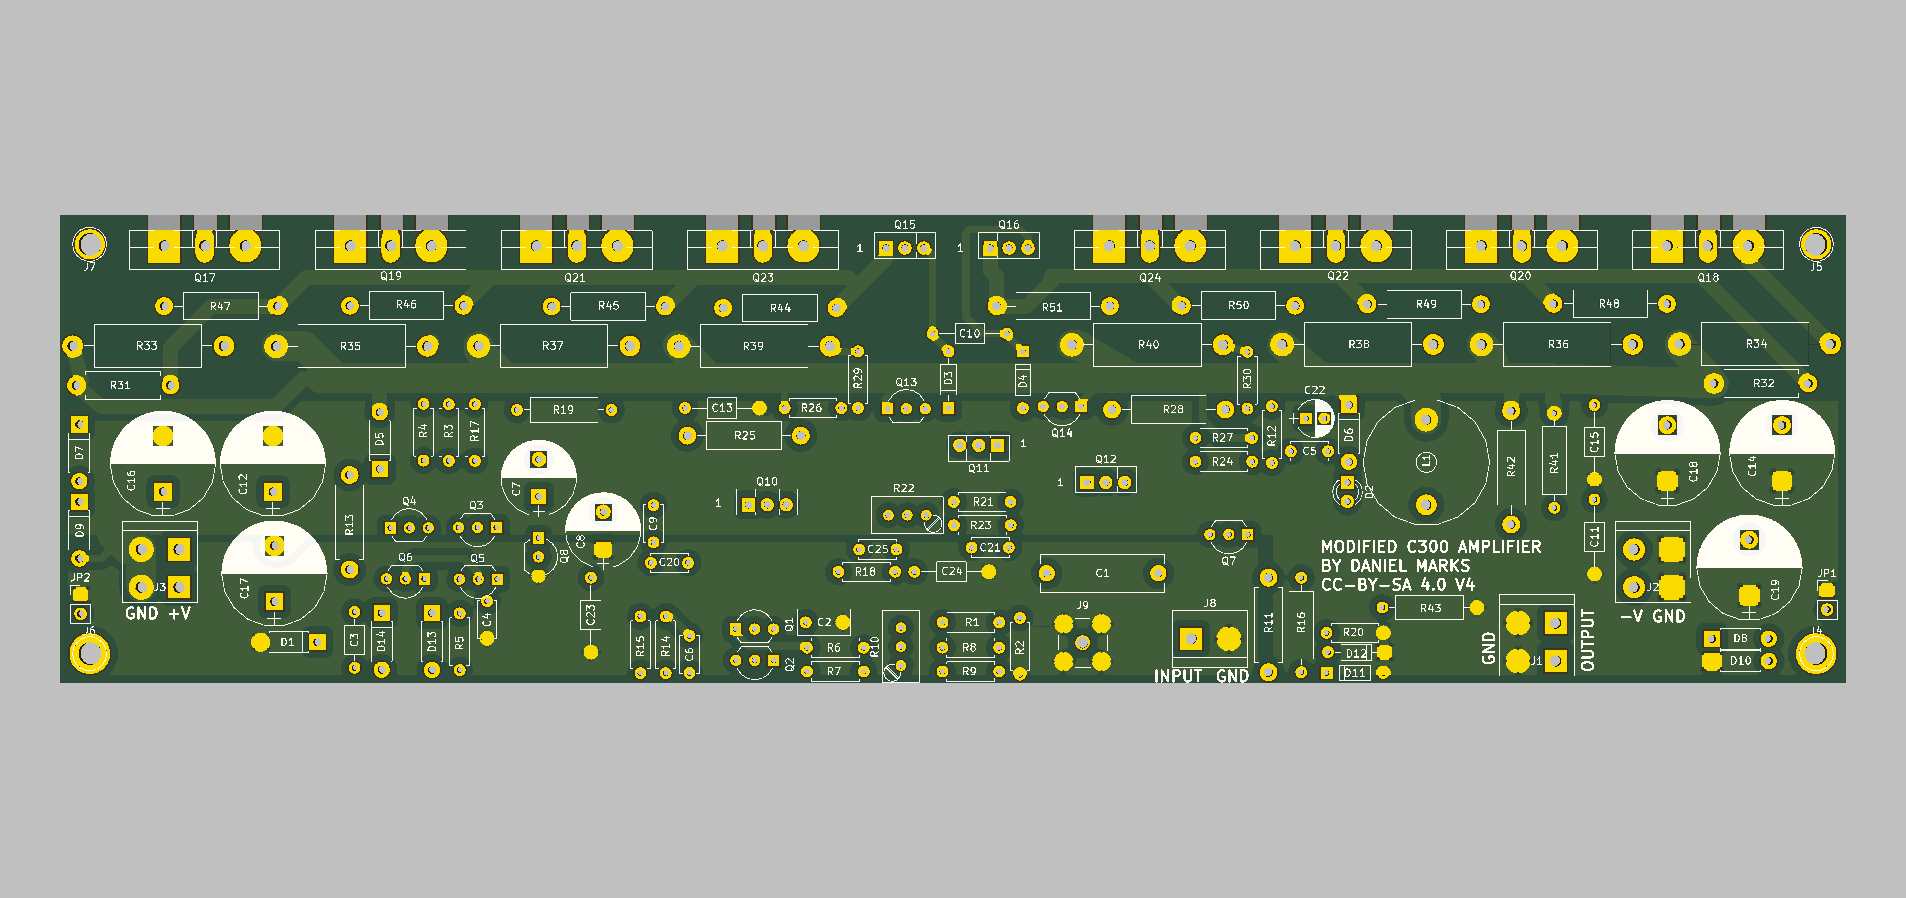 Q15
Q16
1
1
J7
Q17
Q19
Q21
Q23
Q24
Q22
Q20
Q18
J5
R47
R46
R45
R44
R51
R50
R49
R48
C10
R33
R35
R37
R39
R40
R38
R36
R34
R31
R29
D3
D4
R30
R32
Q13
C22
D5
R4
R3
R17
R19
C13
R26
R28
Q14
R25
R27
R12
C5
D6
L1
R42
R41
C15
C18
C14
D7
C16
C12
C7
Q11
1
Q12
1
R24
D2
Q10
1
R22
R21
R23
Q4
Q3
R13
C9
C8
Q8
D9
C25
C21
Q7
C11
MODIFIED C300 AMPLIFIER
BY DANIEL MARKS
CC-BY-SA 4.0 V4
Q6
Q5
C20
R18
C24
C1
JP2
J3
C17
J2
C19
JP1
GND +V
-V GND
J6
D1
C3
D14
D13
R5
C4
C23
R15
R14
C6
Q1
Q2
C2
R6
R7
R10
R1
R8
R9
R2
J9
J8
INPUT GND
R11
R16
R43
R20
D12
D11
GND
J1
OUTPUT
D8
D10
J4